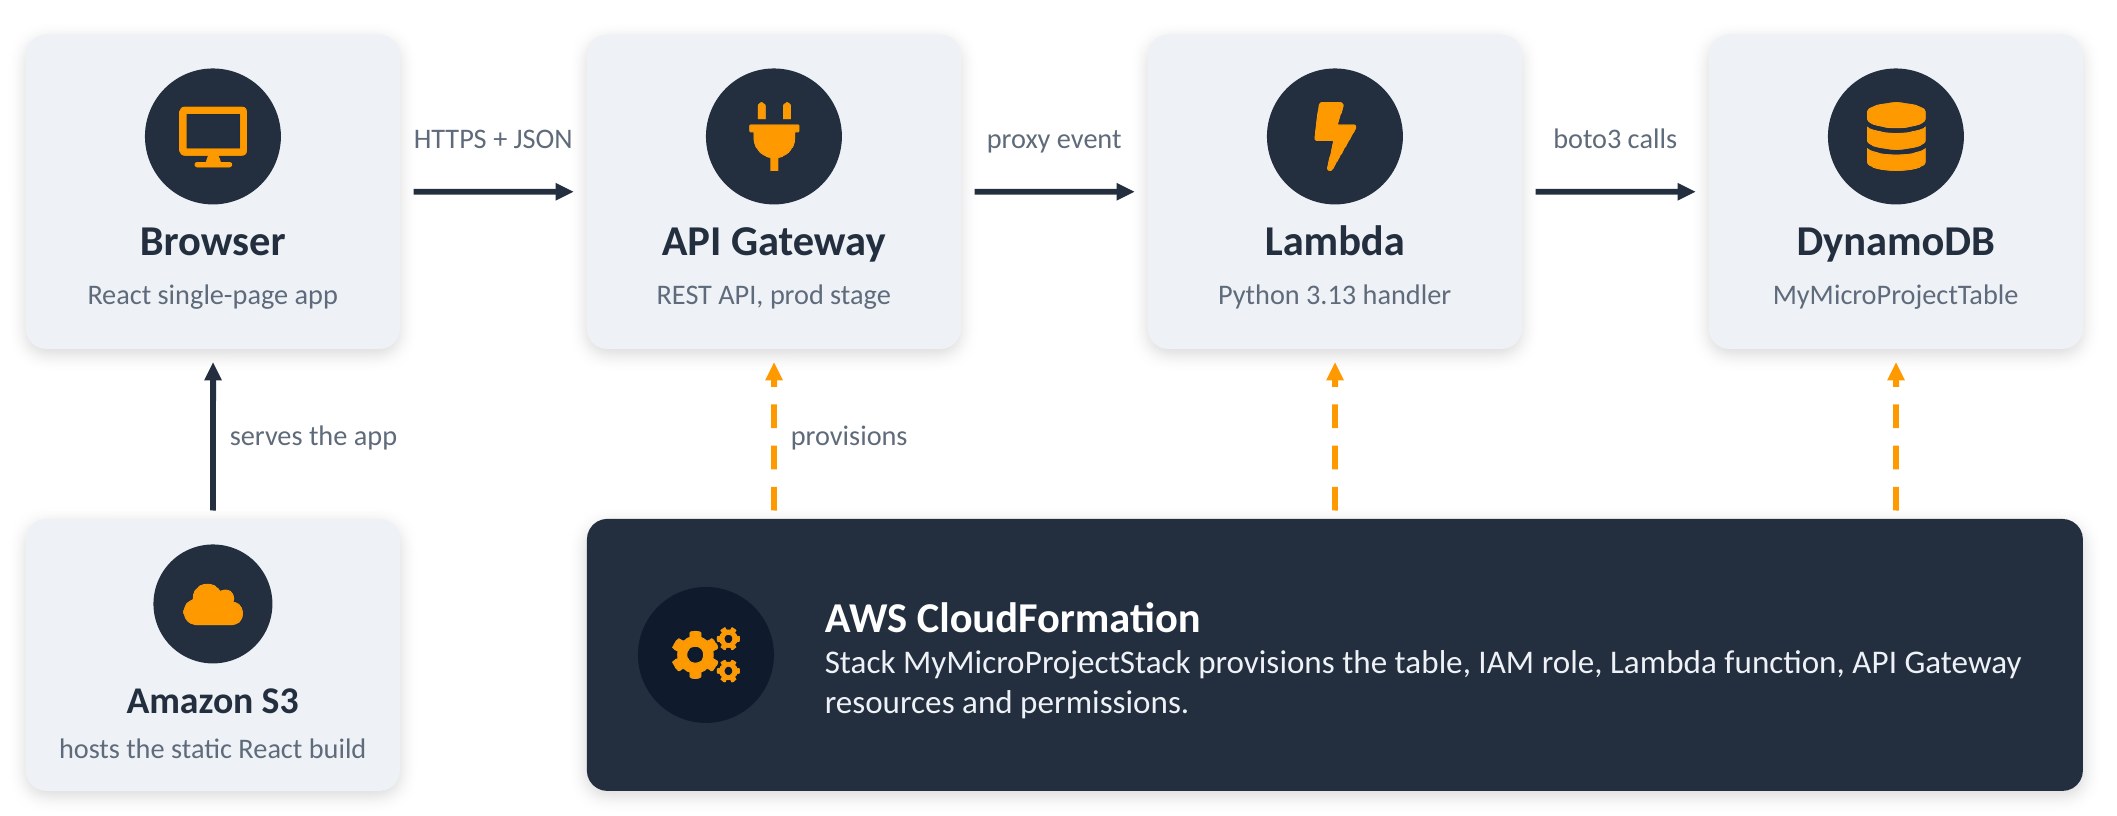 HTTPS + JSON
proxy event
boto3 calls
Browser
API Gateway
Lambda
DynamoDB
React single-page app
REST API, prod stage
Python 3.13 handler
MyMicroProjectTable
serves the app
provisions
Amazon S3
hosts the static React build
AWS CloudFormation
Stack MyMicroProjectStack provisions the table, IAM role, Lambda function, API Gateway
resources and permissions.